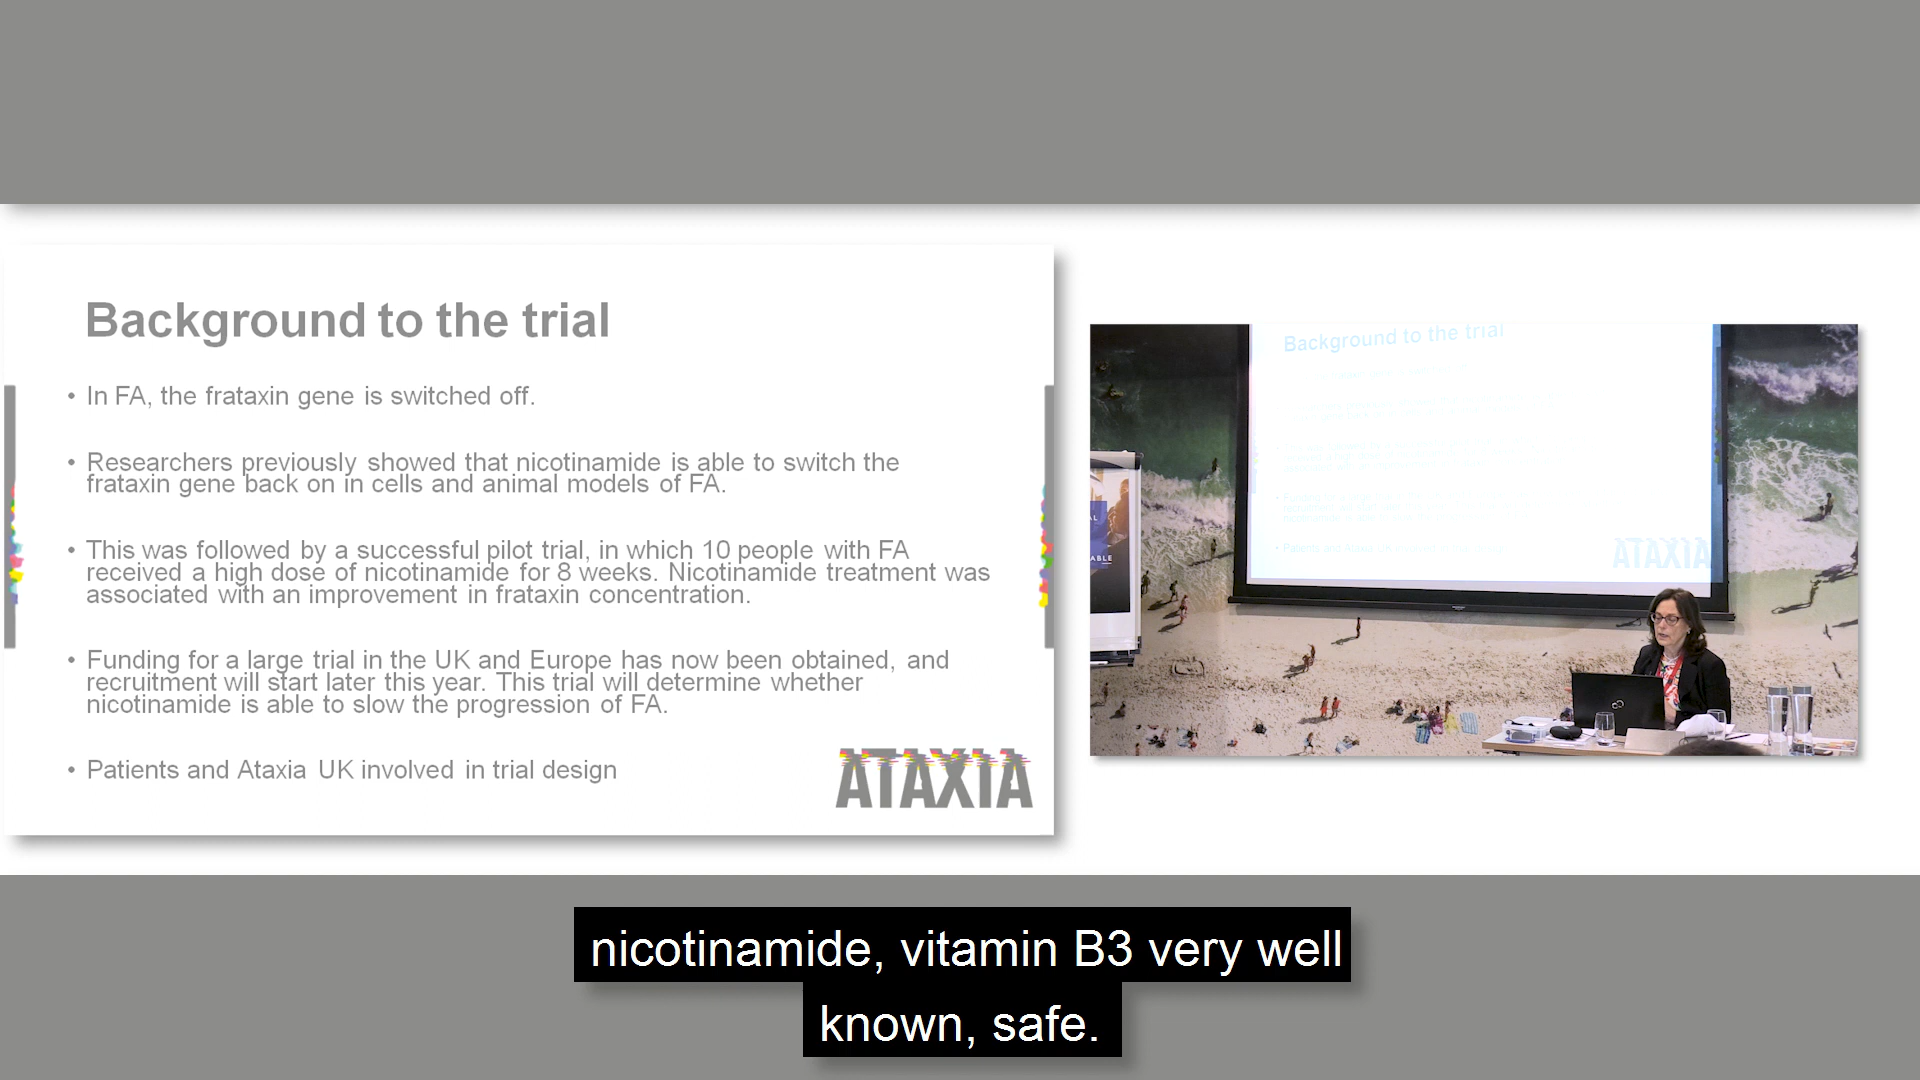 Background to the trial
• In FA, the frataxin gene is switched off.
• Researchers previously showed that nicotinamide is able to switch the
frataxin gene back on in cells and animal models of FA.
• This was followed by a successful pilot trial, in which 10 people with FA
received a high dose of nicotinamide for 8 weeks. Nicotinamide treatment was
associated with an improvement in frataxin concentration.
• Funding for a large trial in the UK and Europe has now been obtained, and
recruitment will start later this year. This trial will determine whether
nicotinamide is able to slow the progression of FA.
• Patients and Ataxia UK involved in trial design
ATAXIA
Background to the trial
ATAXIA
ABLE
nicotinamide, vitamin B3 very well
known, safe.